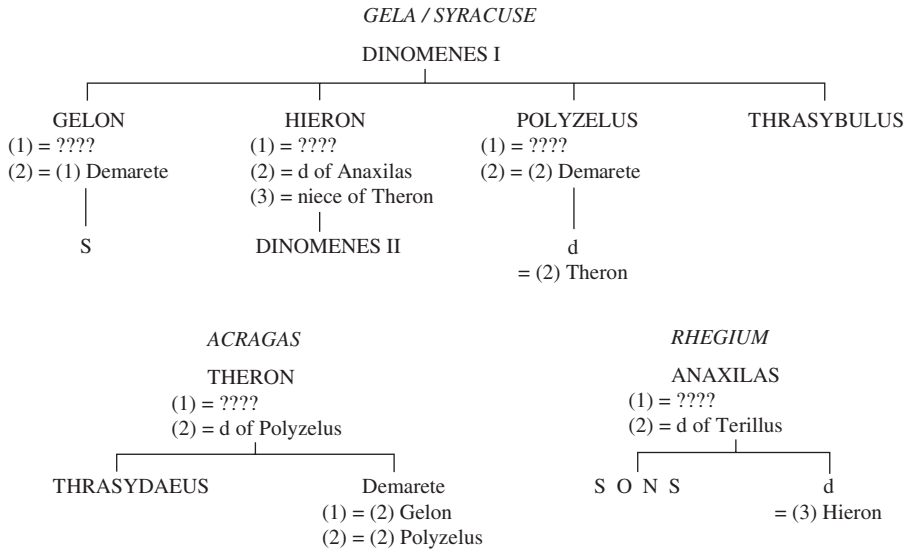 GELA / SYRACUSE
DINOMENES I
GELON
(1) = ????
(2) = (1) Demarete
S
HIERON
(1) = ????
(2) = d of Anaxilas
(3) = niece of Theron
DINOMENES II
POLYZELUS
(1) = ????
(2) = (2) Demarete
d
= (2) Theron
THRASYBULUS
ACRAGAS
THERON
(1) = ????
(2) = d of Polyzelus
THRASYDAEUS
Demarete
(1) = (2) Gelon
(2) = (2) Polyzelus
RHEGIUM
ANAXILAS
(1) = ????
(2) = d of Terillus
S O N S
d
= (3) Hieron